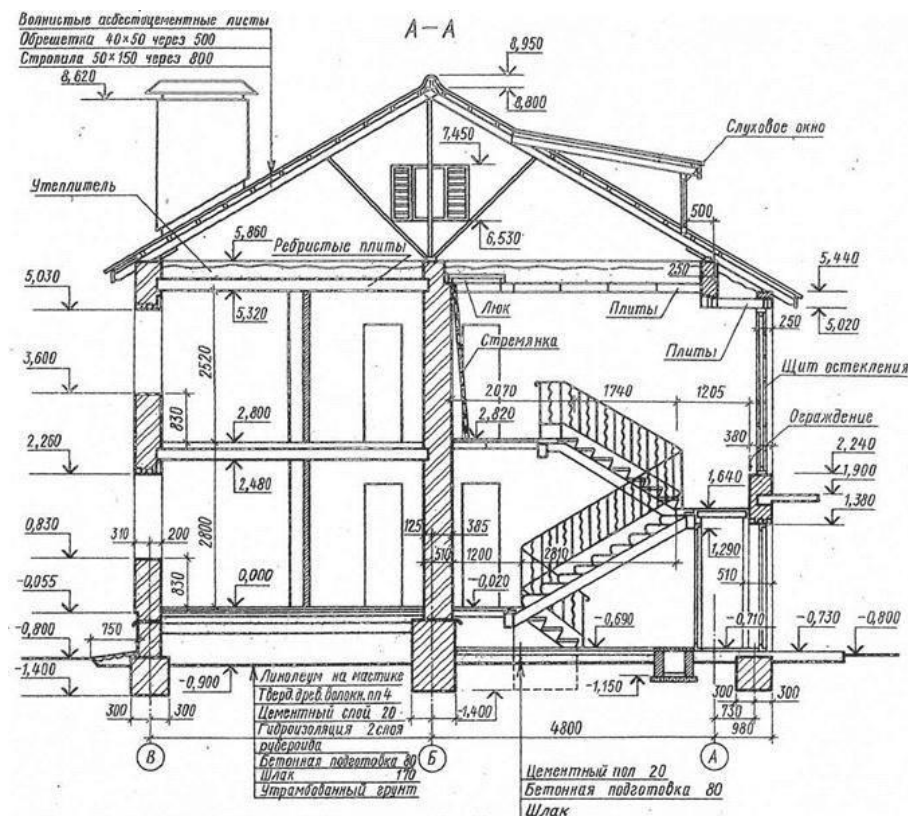 Волнистые асбестоцементные листы
Обрешетка 40×50 через 500
Стропила 50×150 через 800
А–А
8,620
8,950
8,800
Слуховое окно
7,450
Утеплитель
500
6,530
5,860
Ребристые плиты
5,030
250
5,440
5,320
Люк
Плиты
5,020
250
Плиты
Стремянка
3,600
2520
Щит остекления
2070
1740
1205
830
2,800
2,820
Ограждение
2,260
380
2,240
2,480
1,640
1,900
1,380
0,830
310
200
2800
125
385
1,290
510
1200
2810
510
830
-0,055
0,000
-0,020
-0,800
750
-0,690
-0,710
-0,730
-0,800
-1,400
-0,900
-1,150
-1,400
300
300
300
300
730
980
4800
В
Б
А
Линолеум на мастике
Тверд. древ. волокн. пл 4
Цементный слой 20
Гидроизоляция 2 слоя
рубероида
Бетонная подготовка 80
Шлак 170
Утрамбованный грунт
Цементный пол 20
Бетонная подготовка 80
Шлак